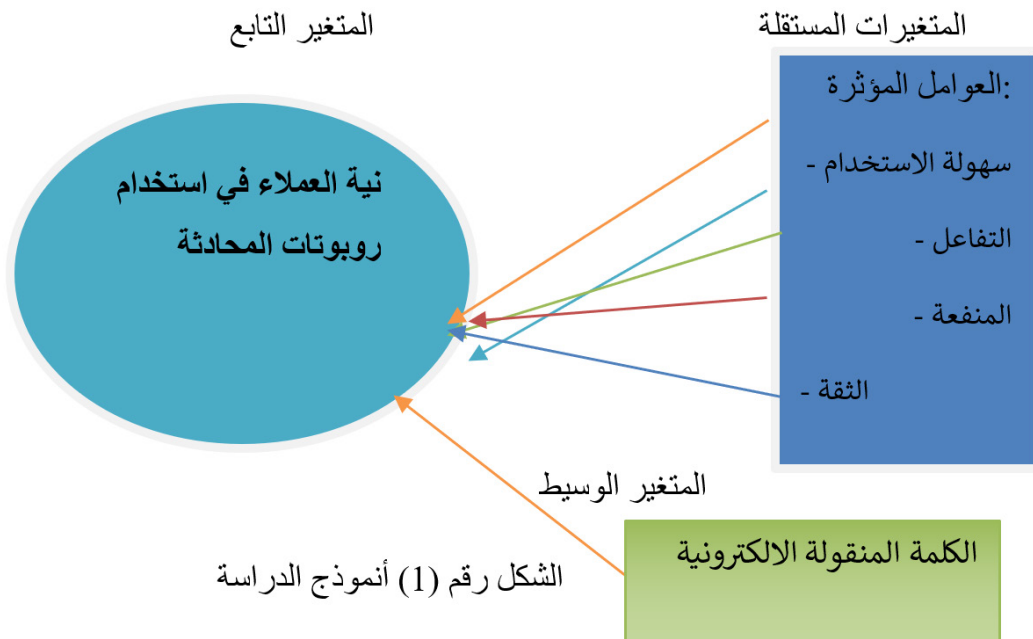 المتغيرات المستقلة
المتغير التابع
العوامل المؤثرة:
- سهولة الاستخدام
- التفاعل
- المنفعة
- الثقة
نية العملاء في استخدام
روبوتات المحادثة
المتغير الوسيط
الكلمة المنقولة الالكترونية
الشكل رقم (1) أنموذج الدراسة